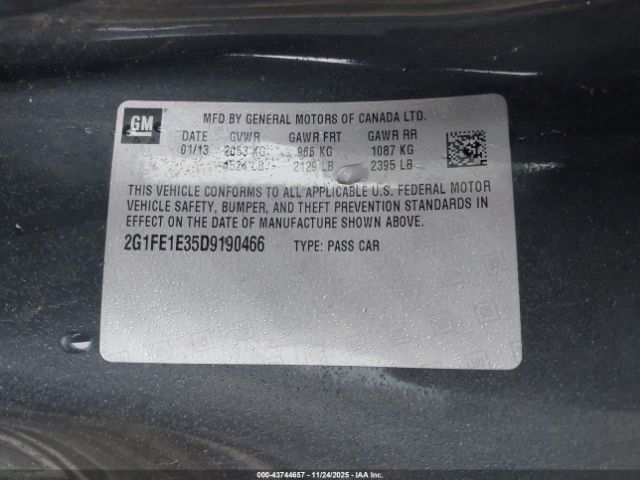 GM
MFD BY GENERAL MOTORS OF CANADA LTD.
DATE GVWR GAWR FRT GAWR RR
01/13 2053 KG 966 KG 1087 KG
4524 LB 2129 LB 2395 LB
THIS VEHICLE CONFORMS TO ALL APPLICABLE U.S. FEDERAL MOTOR
VEHICLE SAFETY, BUMPER, AND THEFT PREVENTION STANDARDS IN
EFFECT ON THE DATE OF MANUFACTURE SHOWN ABOVE.
2G1FE1E35D9190466 TYPE: PASS CAR
000-43744657 - 11/24/2025 - IAAI.CA